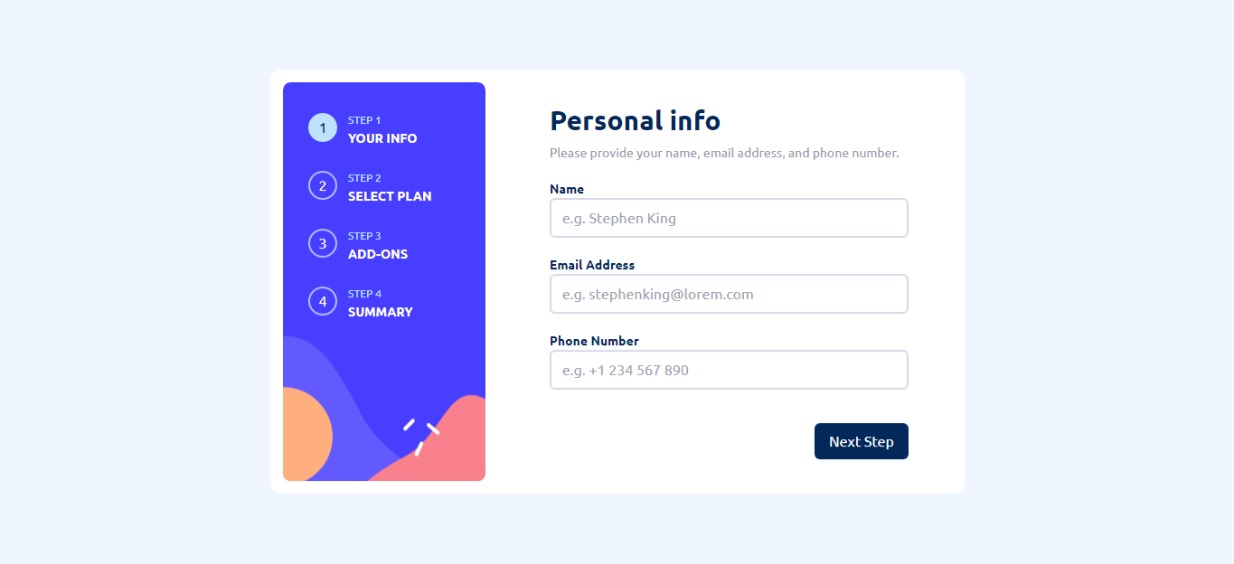 1
STEP 1
YOUR INFO
2
STEP 2
SELECT PLAN
3
STEP 3
ADD-ONS
4
STEP 4
SUMMARY
Personal info
Please provide your name, email address, and phone number.
Name
e.g. Stephen King
Email Address
e.g. stephenking@lorem.com
Phone Number
e.g. +1 234 567 890
Next Step